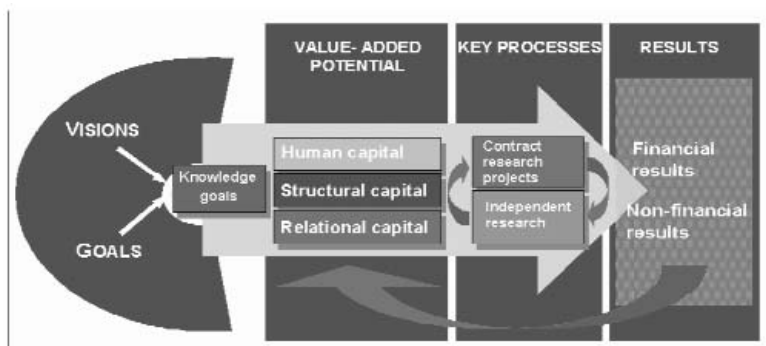 VALUE- ADDED
POTENTIAL
KEY PROCESSES
RESULTS
VISIONS
GOALS
Knowledge
goals
Human capital
Structural capital
Relational capital
Contract
research
projects
Independent
research
Financial
results
Non-financial
results